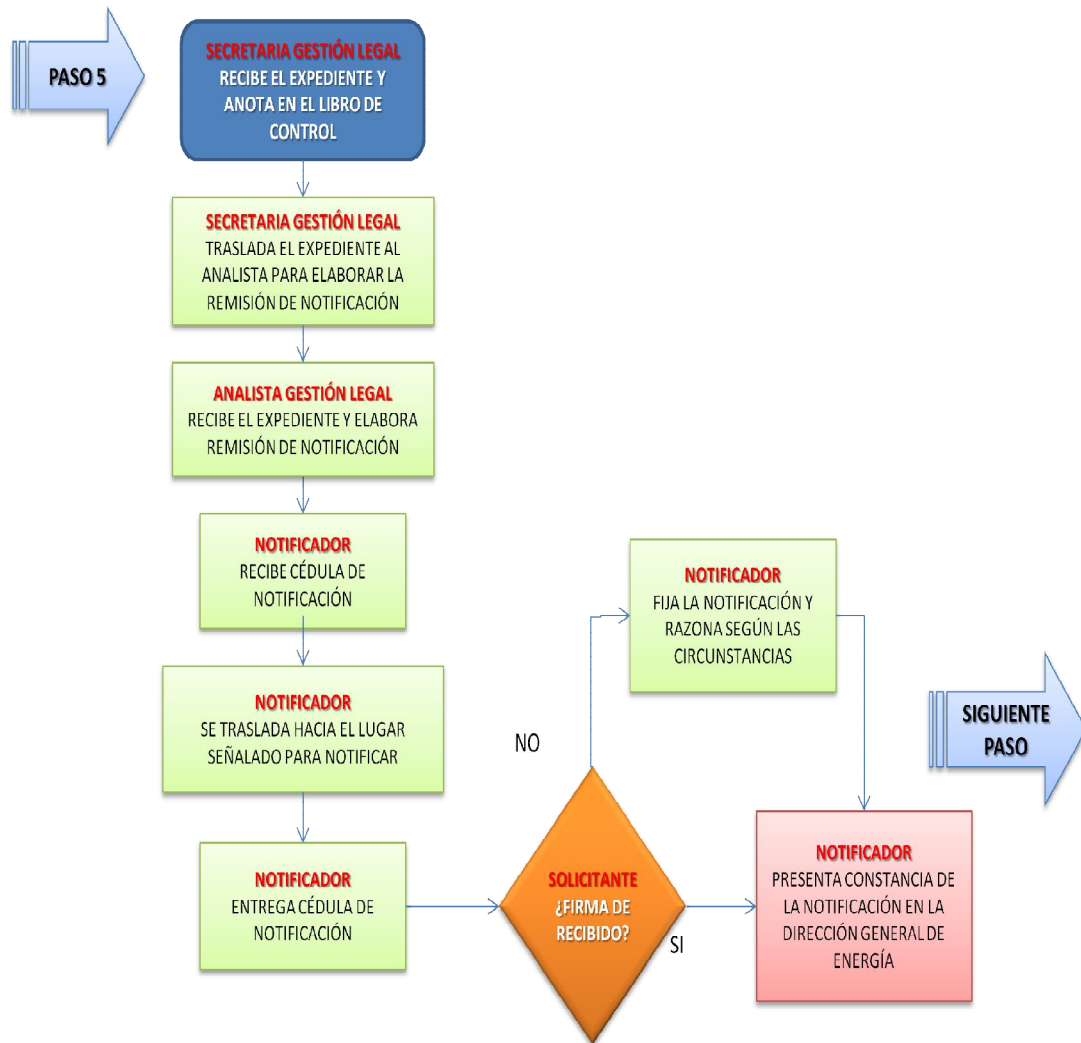 PASO 5
SECRETARIA GESTIÓN LEGAL
RECIBE EL EXPEDIENTE Y
ANOTA EN EL LIBRO DE
CONTROL
SECRETARIA GESTIÓN LEGAL
TRASLADA EL EXPEDIENTE AL
ANALISTA PARA ELABORAR LA
REMISIÓN DE NOTIFICACIÓN
ANALISTA GESTIÓN LEGAL
RECIBE EL EXPEDIENTE Y ELABORA
REMISIÓN DE NOTIFICACIÓN
NOTIFICADOR
RECIBE CÉDULA DE
NOTIFICACIÓN
NOTIFICADOR
SE TRASLADA HACIA EL LUGAR
SEÑALADO PARA NOTIFICAR
NOTIFICADOR
ENTREGA CÉDULA DE
NOTIFICACIÓN
SOLICITANTE
¿FIRMA DE
RECIBIDO?
NO
NOTIFICADOR
FIJA LA NOTIFICACIÓN Y
RAZONA SEGÚN LAS
CIRCUNSTANCIAS
SI
NOTIFICADOR
PRESENTA CONSTANCIA DE
LA NOTIFICACIÓN EN LA
DIRECCIÓN GENERAL DE
ENERGÍA
SIGUIENTE
PASO